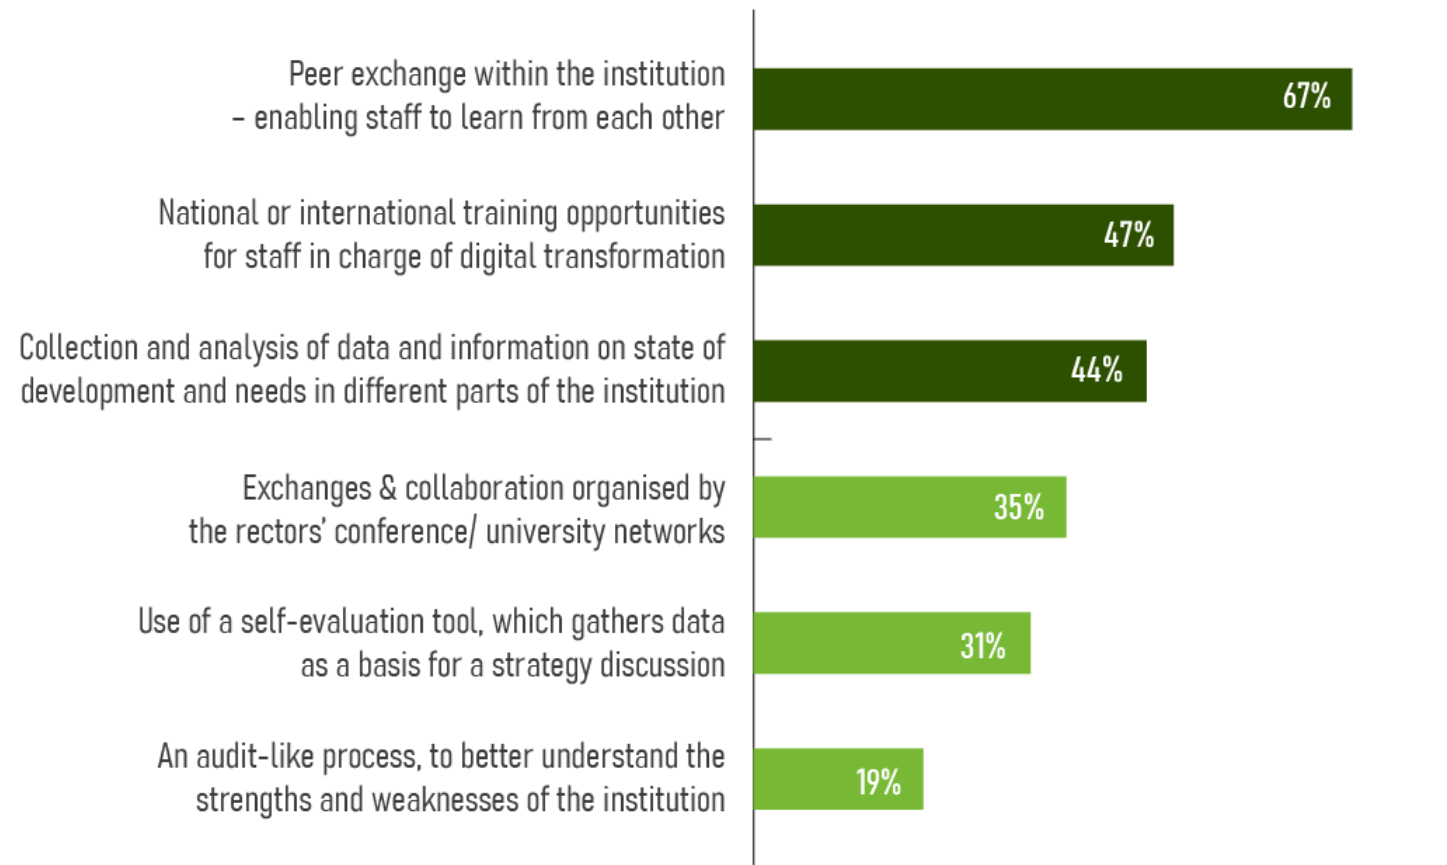 Peer exchange within the institution
– enabling staff to learn from each other
67%
National or international training opportunities
for staff in charge of digital transformation
47%
Collection and analysis of data and information on state of
development and needs in different parts of the institution
44%
Exchanges & collaboration organised by
the rectors’ conference/ university networks
35%
Use of a self-evaluation tool, which gathers data
as a basis for a strategy discussion
31%
An audit-like process, to better understand the
strengths and weaknesses of the institution
19%